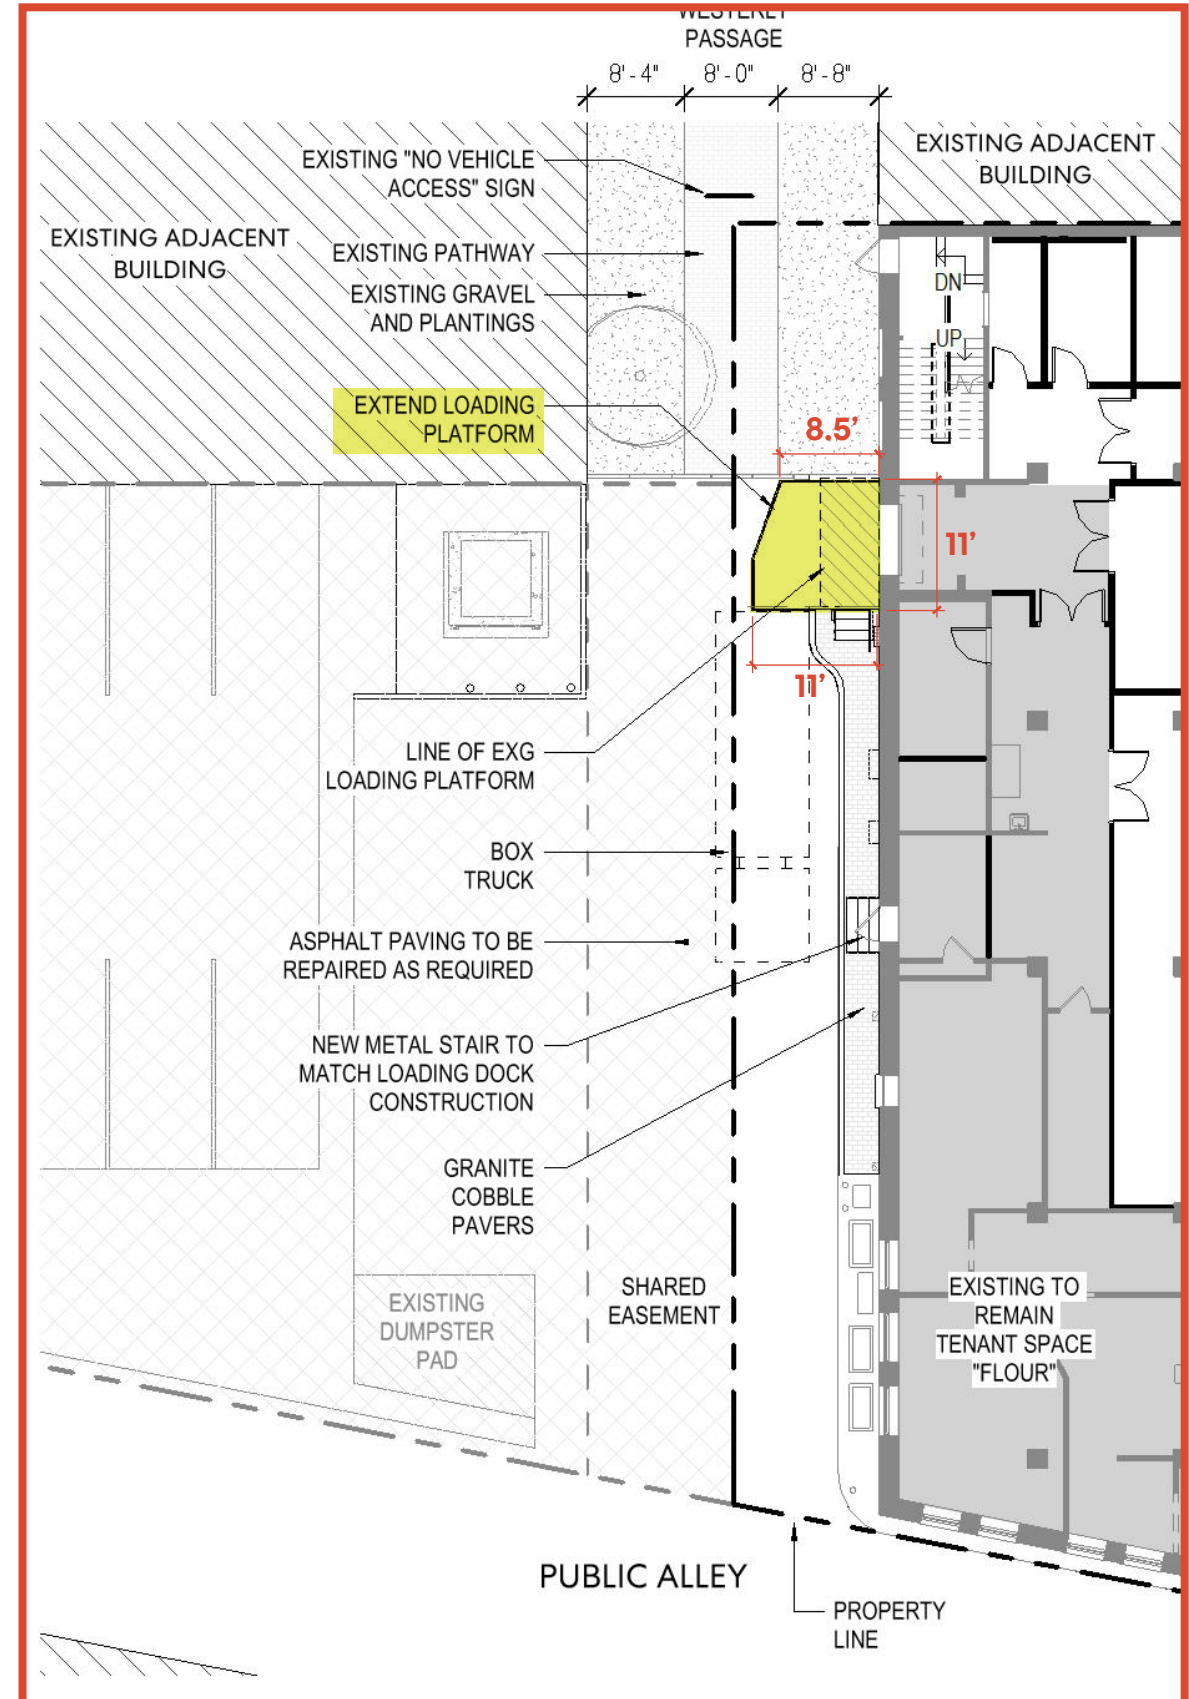 WESTERLY
PASSAGE
8'-4"
8'-0"
8'-8"
EXISTING "NO VEHICLE
ACCESS" SIGN
EXISTING ADJACENT
BUILDING
EXISTING ADJACENT
BUILDING
EXISTING PATHWAY
EXISTING GRAVEL
AND PLANTINGS
DN
UP
EXTEND LOADING
PLATFORM
8.5'
11'
11'
LINE OF EXG
LOADING PLATFORM
BOX
TRUCK
ASPHALT PAVING TO BE
REPAIRED AS REQUIRED
NEW METAL STAIR TO
MATCH LOADING DOCK
CONSTRUCTION
GRANITE
COBBLE
PAVERS
SHARED
EASEMENT
EXISTING
DUMPSTER
PAD
EXISTING TO
REMAIN
TENANT SPACE
"FLOUR"
PUBLIC ALLEY
PROPERTY
LINE